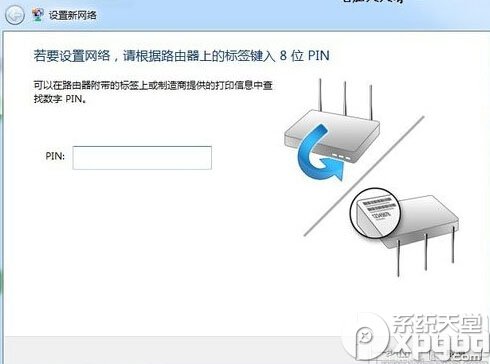 设置新网络
若要设置网络，请根据路由器上的标签键入 8 位 PIN
可以在路由器附带的标签上或制造商提供的打印信息中查
找数字 PIN。
PIN:
12345678
系统天堂